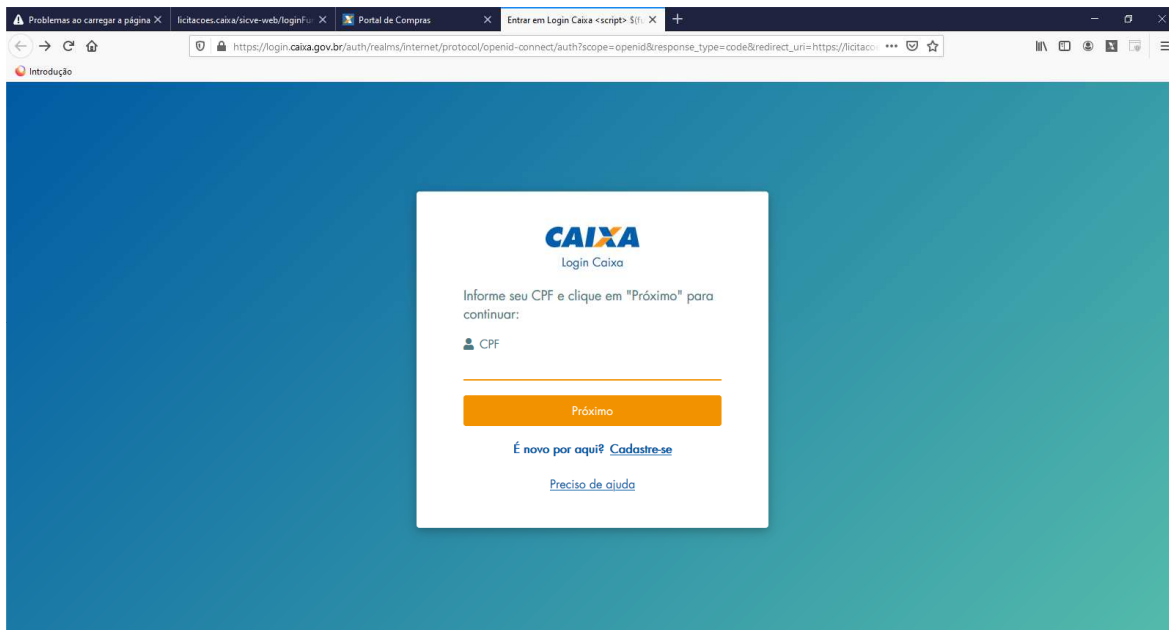 Problemas ao carregar a página
licitacoes.caixa/sicve-web/loginFu
Portal de Compras
Entrar em Login Caixa <script> $(fu
https://login.caixa.gov.br/auth/realms/internet/protocol/openid-connect/auth?scope=openid&response_type=code&redirect_uri=https://licitaco
Introdução
CAIXA
Login Caixa
Informe seu CPF e clique em "Próximo" para
continuar:
CPF
Próximo
É novo por aqui? Cadastre-se
Preciso de ajuda